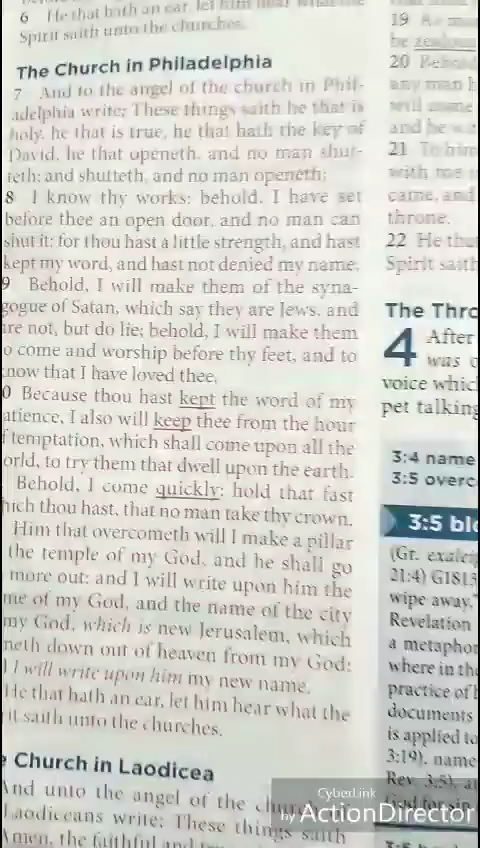 6 He that hath an ear, let him hear what the
Spirit saith unto the churches.
The Church in Philadelphia
7 And to the angel of the church in Phil-
adelphia write; These things saith he that is
holy, he that is true, he that hath the key of
David, he that openeth, and no man shut-
teth; and shutteth, and no man openeth;
8 I know thy works: behold, I have set
before thee an open door, and no man can
shut it: for thou hast a little strength, and hast
kept my word, and hast not denied my name.
9 Behold, I will make them of the syna-
gogue of Satan, which say they are Jews, and
are not, but do lie; behold, I will make them
o come and worship before thy feet, and to
know that I have loved thee.
0 Because thou hast kept the word of my
atience, I also will keep thee from the hour
f temptation, which shall come upon all the
orld, to try them that dwell upon the earth.
Behold, I come quickly: hold that fast
hich thou hast, that no man take thy crown.
Him that overcometh will I make a pillar
the temple of my God, and he shall go
more out: and I will write upon him the
me of my God, and the name of the city
my God, which is new Jerusalem, which
neth down out of heaven from my God:
I will write upon him my new name.
He that hath an ear, let him hear what the
it saith unto the churches.
e Church in Laodicea
And unto the angel of the church
Laodiceans write; These things saith
Amen, the faithful and
19 As
be zealous
20 Behold
any man h
will come
and he
21 To him
with me
came, and
throne.
22 He tha
Spirit saith
The Thro
4 After
was
voice whic
pet talking
3:4 name
3:5 overc
3:5 blo
(Gr. exaleip
21:4) G1813
wipe away,"
Revelation
a metaphor
where in the
practice of
documents
is applied to
3:19), name
Rev 3:5), a
CyberLink
by ActionDirector